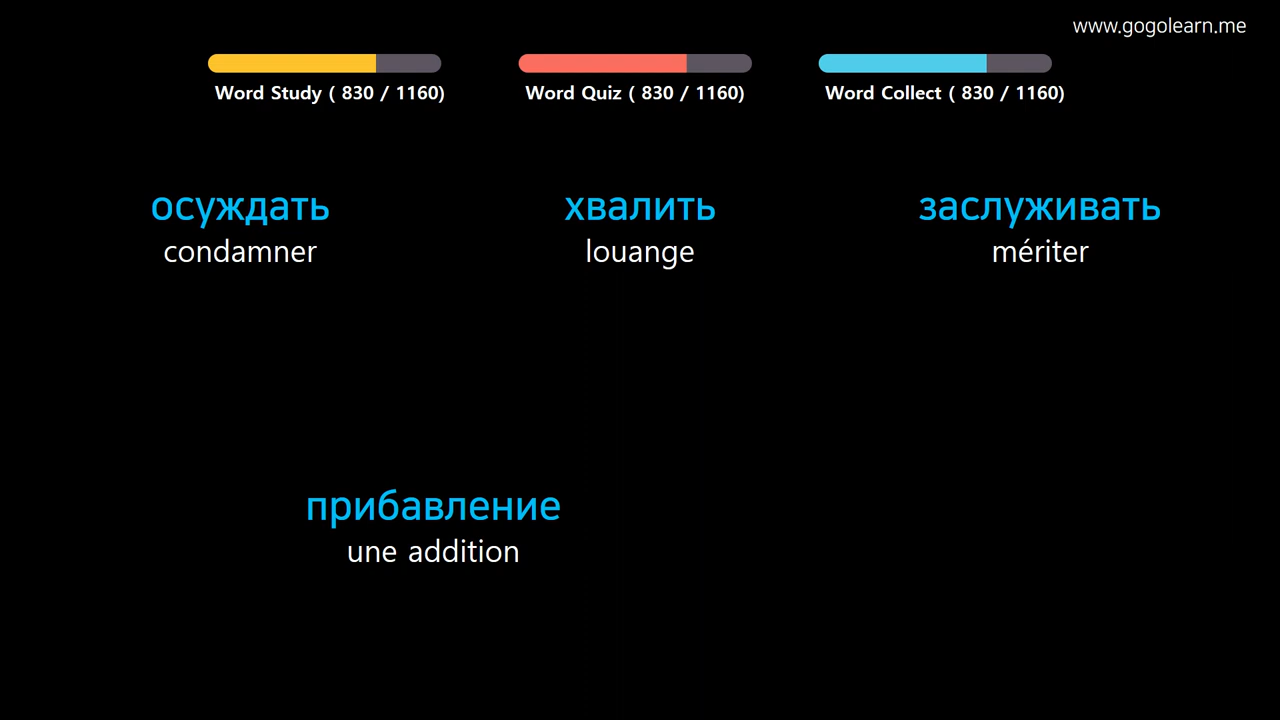 www.gogolearn.me
Word Study ( 830 / 1160)
Word Quiz ( 830 / 1160)
Word Collect ( 830 / 1160)
осуждать
condamner
хвалить
louange
заслуживать
mériter
прибавление
une addition